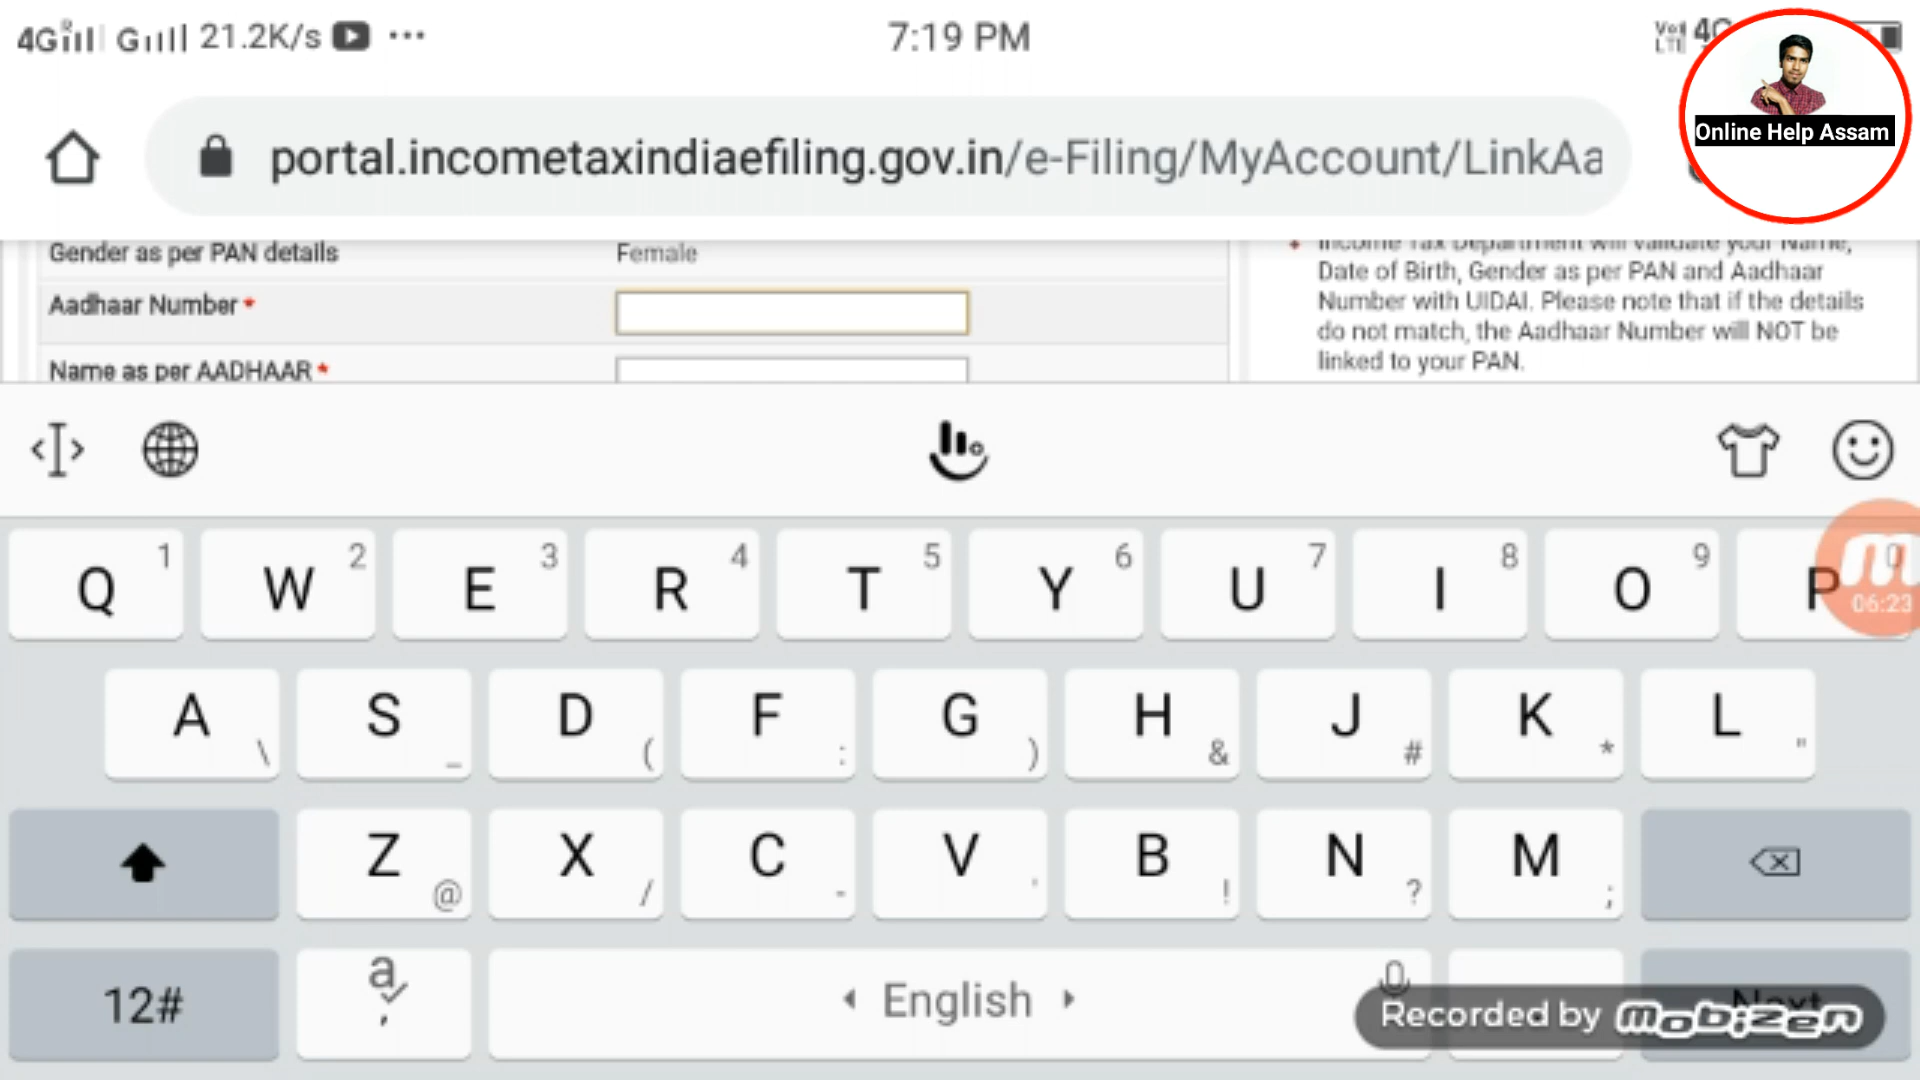 4G G 21.2K/s ...
7:19 PM
VoI LTE 4G
portal.incometaxindiaefiling.gov.in/e-Filing/MyAccount/LinkAa
Online Help Assam
Gender as per PAN details Female
Aadhaar Number *
Name as per AADHAAR *
Income Tax Department will validate your Name,
Date of Birth, Gender as per PAN and Aadhaar
Number with UIDAI. Please note that if the details
do not match, the Aadhaar Number will NOT be
linked to your PAN.
Q 1 W 2 E 3 R 4 T 5 Y 6 U 7 I 8 O 9 P 0
06:23
A \ S _ D ( F : G ) H & J # K * L "
Z @ X / C - V ' B ! N ? M ;
12# a , English Next
Recorded by mobizen